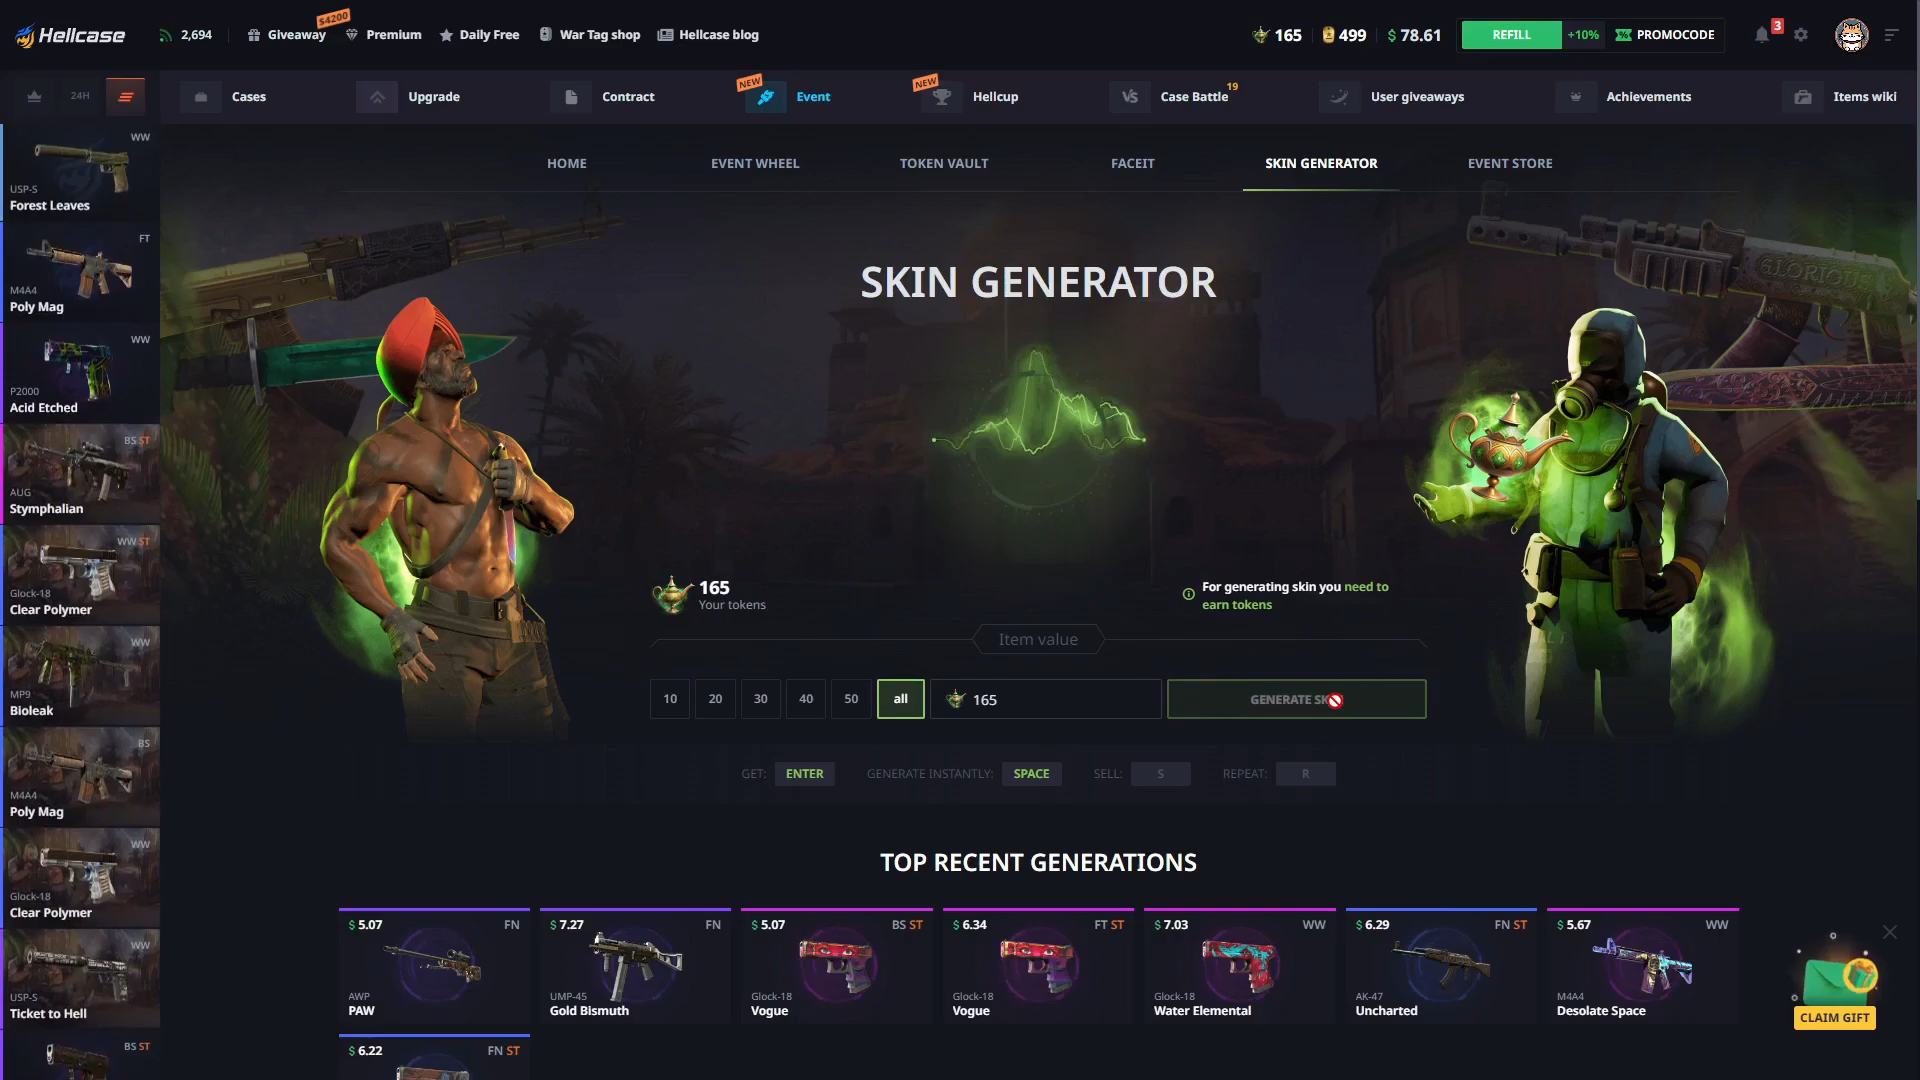 Hellcase
2,694
Giveaway
$4200
Premium
Daily Free
War Tag shop
Hellcase blog
165
499
$ 78.61
REFILL
+10%
PROMOCODE
3
24H
Cases
Upgrade
Contract
NEW
Event
NEW
Hellcup
VS
Case Battle
19
User giveaways
Achievements
Items wiki
HOME
EVENT WHEEL
TOKEN VAULT
FACEIT
SKIN GENERATOR
EVENT STORE
WW
USP-S
Forest Leaves
FT
M4A4
Poly Mag
WW
P2000
Acid Etched
BS ST
AUG
Stymphalian
WW ST
Glock-18
Clear Polymer
WW
MP9
Bioleak
BS
M4A4
Poly Mag
WW
Glock-18
Clear Polymer
WW
USP-S
Ticket to Hell
BS ST
SKIN GENERATOR
GLORIOUS
165
Your tokens
For generating skin you need to
earn tokens
Item value
10
20
30
40
50
all
165
GENERATE SK
GET:
ENTER
GENERATE INSTANTLY:
SPACE
SELL:
S
REPEAT:
R
TOP RECENT GENERATIONS
$ 5.07
FN
AWP
PAW
$ 7.27
FN
UMP-45
Gold Bismuth
$ 5.07
BS ST
Glock-18
Vogue
$ 6.34
FT ST
Glock-18
Vogue
$ 7.03
WW
Glock-18
Water Elemental
$ 6.29
FN ST
AK-47
Uncharted
$ 5.67
WW
M4A4
Desolate Space
$ 6.22
FN ST
CLAIM GIFT